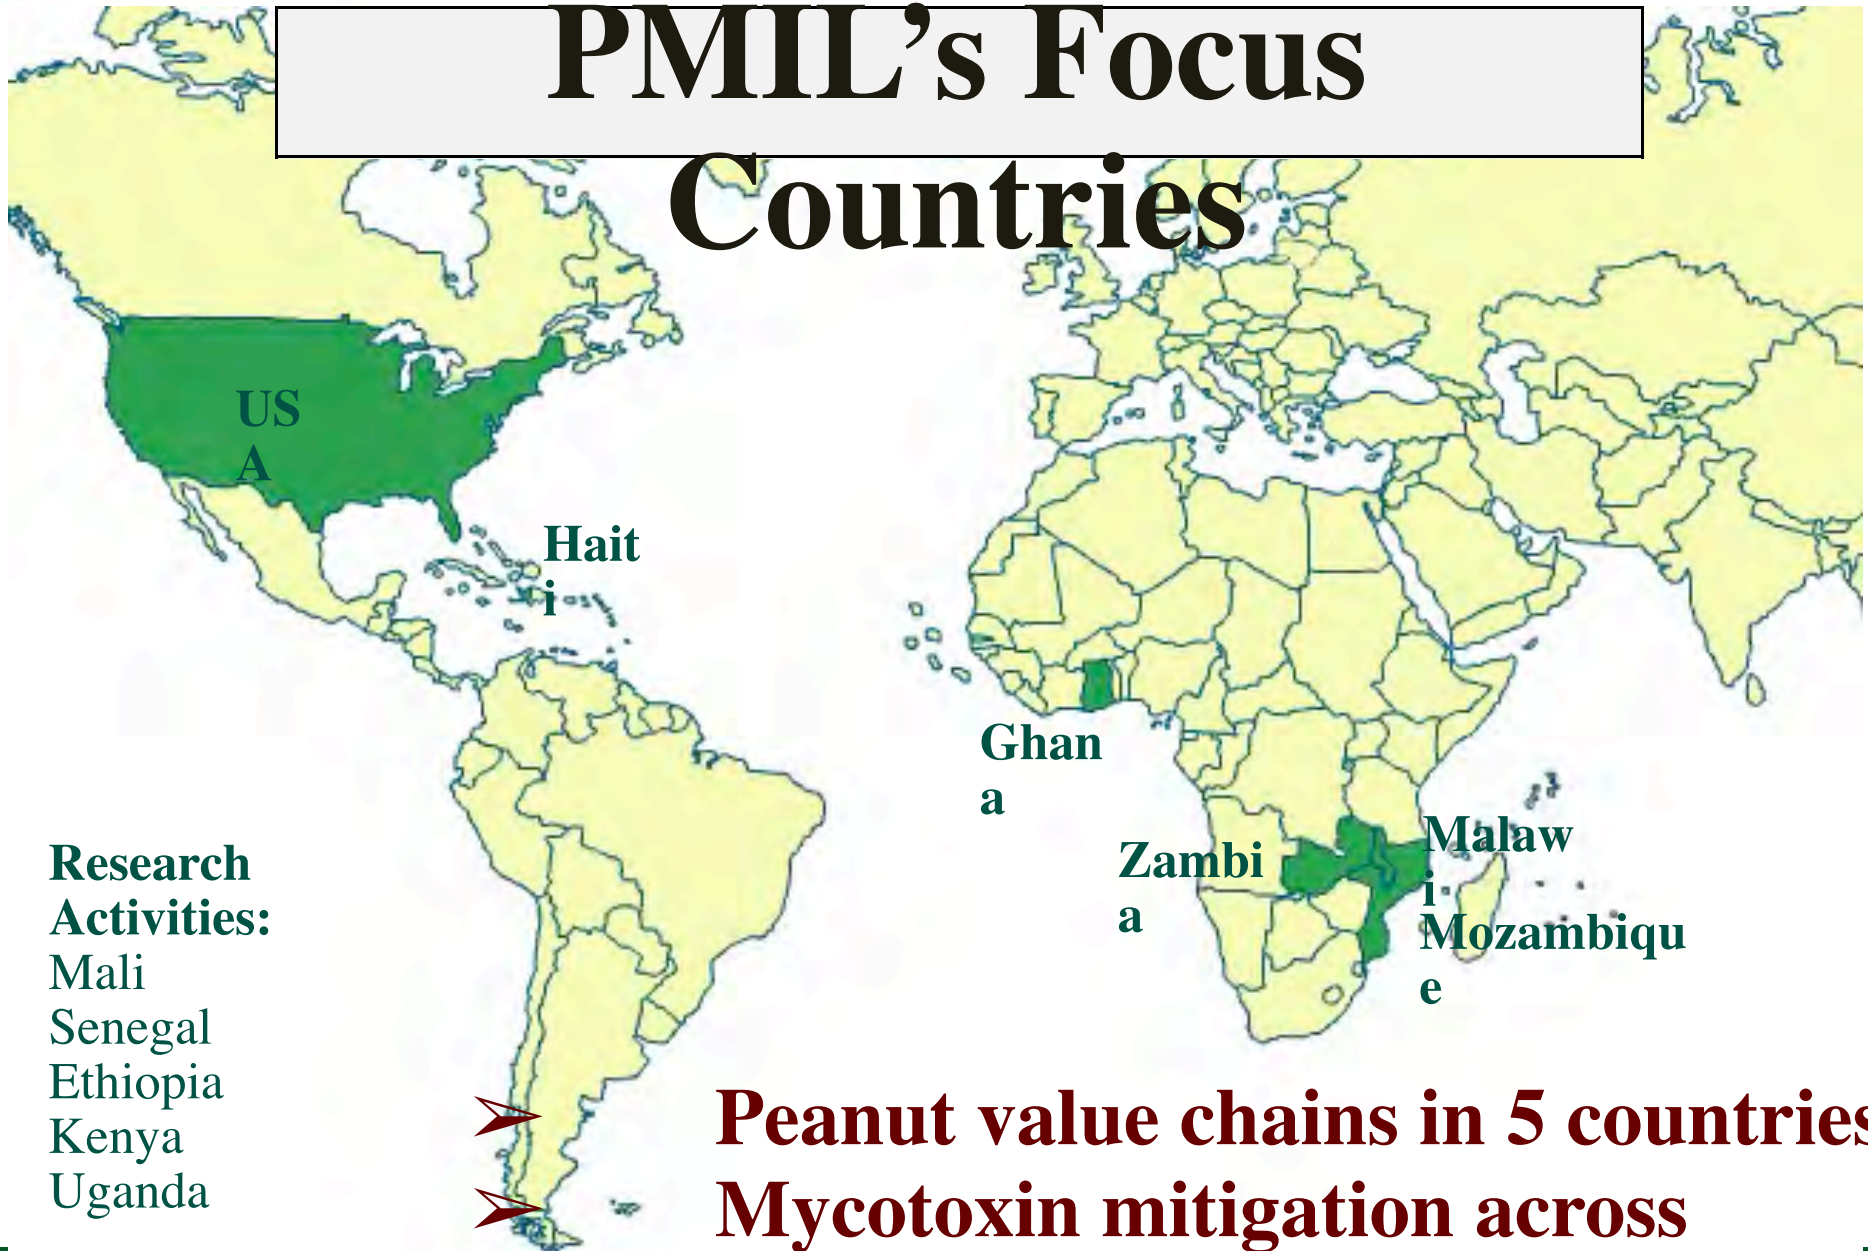 PMIL’s Focus
Countries
US
A
Hait
i
Ghan
a
Zambi
a
Malaw
i
Mozambiqu
e
Research
Activities:
Mali
Senegal
Ethiopia
Kenya
Uganda
➢ Peanut value chains in 5 countries
➢ Mycotoxin mitigation across